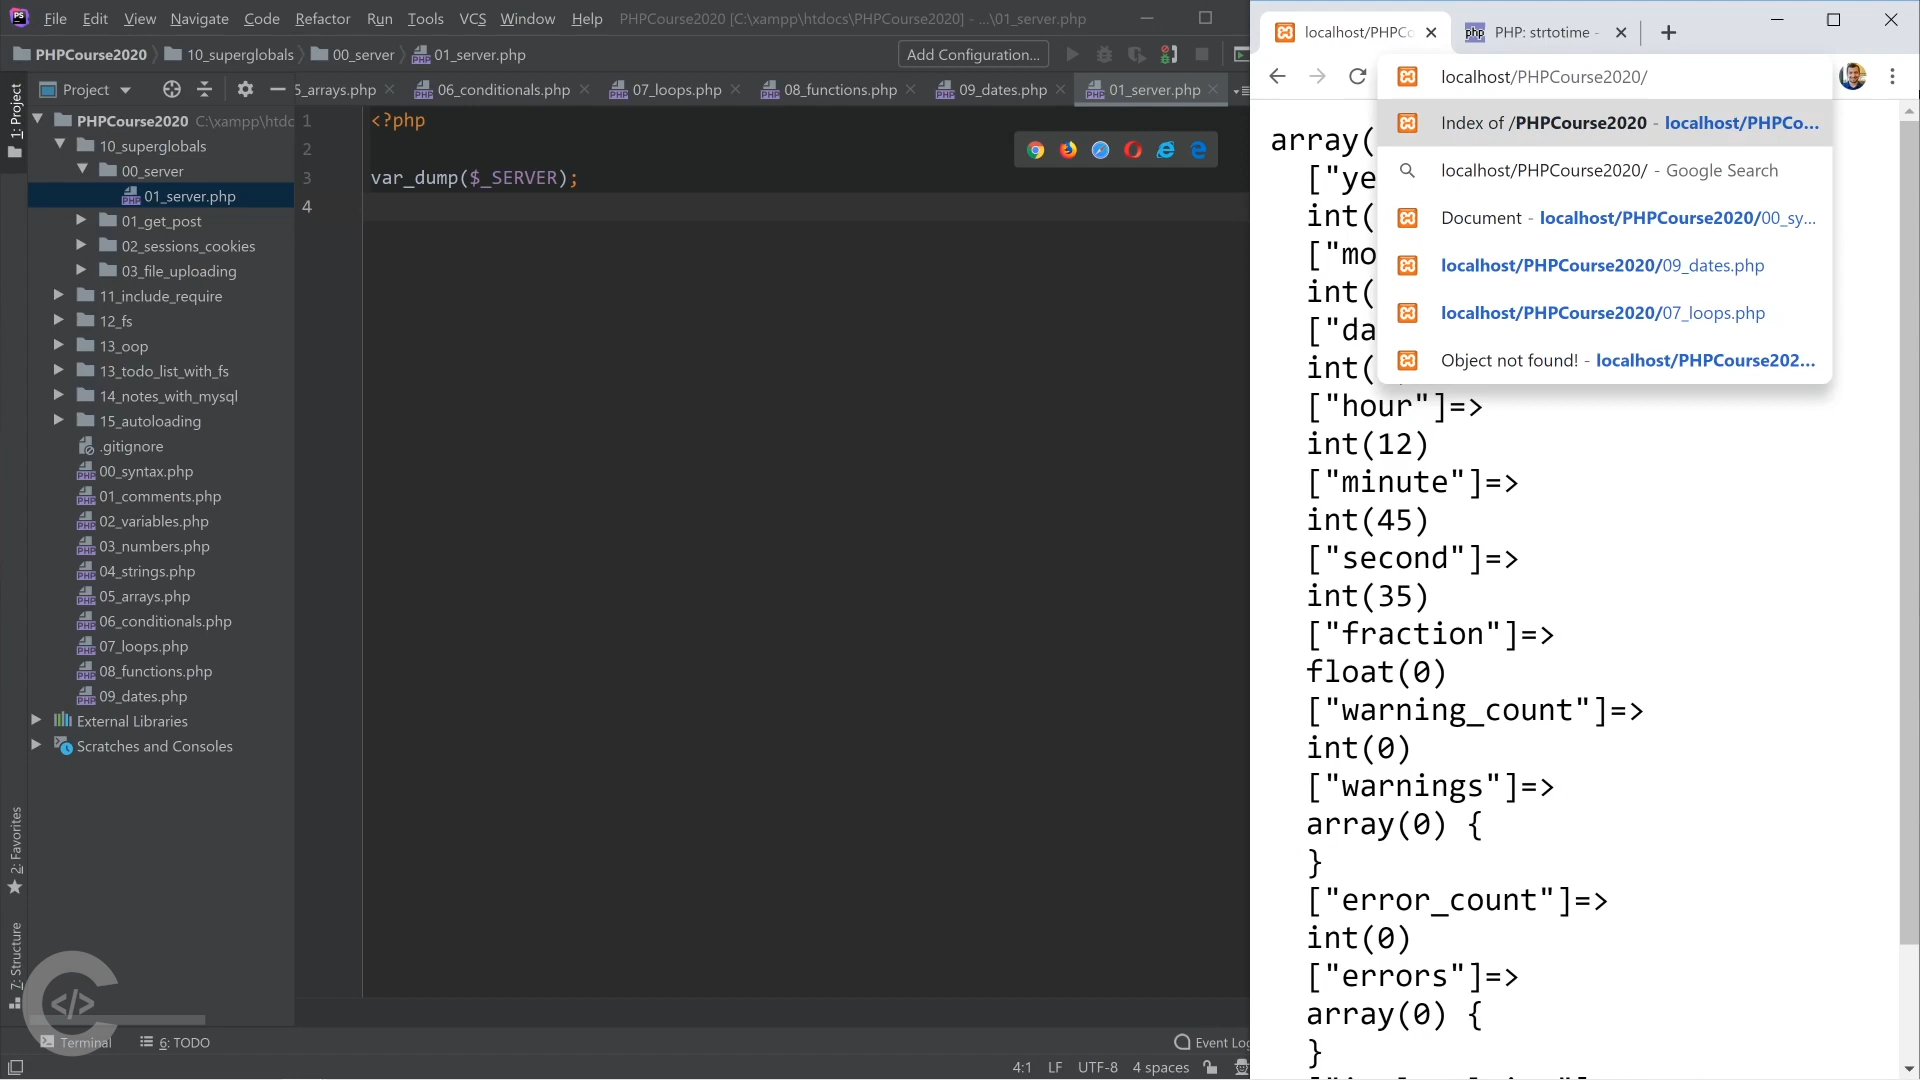 PS File Edit View Navigate Code Refactor Run Tools VCS Window Help PHPCourse2020 [C:\xampp\htdocs\PHPCourse2020] - ...\01_server.php
PHPCourse2020 10_superglobals 00_server 01_server.php Add Configuration...
Project 5_arrays.php 06_conditionals.php 07_loops.php 08_functions.php 09_dates.php 01_server.php
1: Project
PHPCourse2020 C:\xampp\htdc
10_superglobals
00_server
01_server.php
01_get_post
02_sessions_cookies
03_file_uploading
11_include_require
12_fs
13_oop
13_todo_list_with_fs
14_notes_with_mysql
15_autoloading
.gitignore
00_syntax.php
01_comments.php
02_variables.php
03_numbers.php
04_strings.php
05_arrays.php
06_conditionals.php
07_loops.php
08_functions.php
09_dates.php
External Libraries
Scratches and Consoles
2: Favorites
7: Structure
1 <?php
2
3 var_dump($_SERVER);
4
</>
Terminal 6: TODO Event Log
4:1 LF UTF-8 4 spaces
localhost/PHPCo PHP: strtotime -
localhost/PHPCourse2020/
Index of /PHPCourse2020 - localhost/PHPCo...
localhost/PHPCourse2020/ - Google Search
Document - localhost/PHPCourse2020/00_sy...
localhost/PHPCourse2020/09_dates.php
localhost/PHPCourse2020/07_loops.php
Object not found! - localhost/PHPCourse202...
array(
["ye
int(
["mo
int(
["da
int(
["hour"]=>
int(12)
["minute"]=>
int(45)
["second"]=>
int(35)
["fraction"]=>
float(0)
["warning_count"]=>
int(0)
["warnings"]=>
array(0) {
}
["error_count"]=>
int(0)
["errors"]=>
array(0) {
}